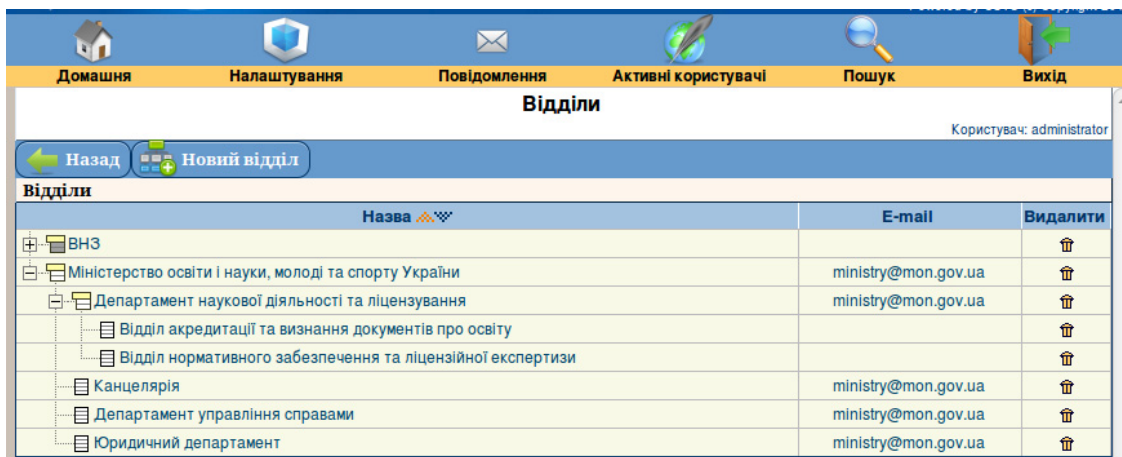 Домашня Налаштування Повідомлення Активні користувачі Пошук Вихід
Відділи
Користувач: administrator
Назад Новий відділ
Відділи
Назва E-mail Видалити
ВНЗ
Міністерство освіти і науки, молоді та спорту України ministry@mon.gov.ua
Департамент наукової діяльності та ліцензування ministry@mon.gov.ua
Відділ акредитації та визнання документів про освіту
Відділ нормативного забезпечення та ліцензійної експертизи
Канцелярія ministry@mon.gov.ua
Департамент управління справами ministry@mon.gov.ua
Юридичний департамент ministry@mon.gov.ua